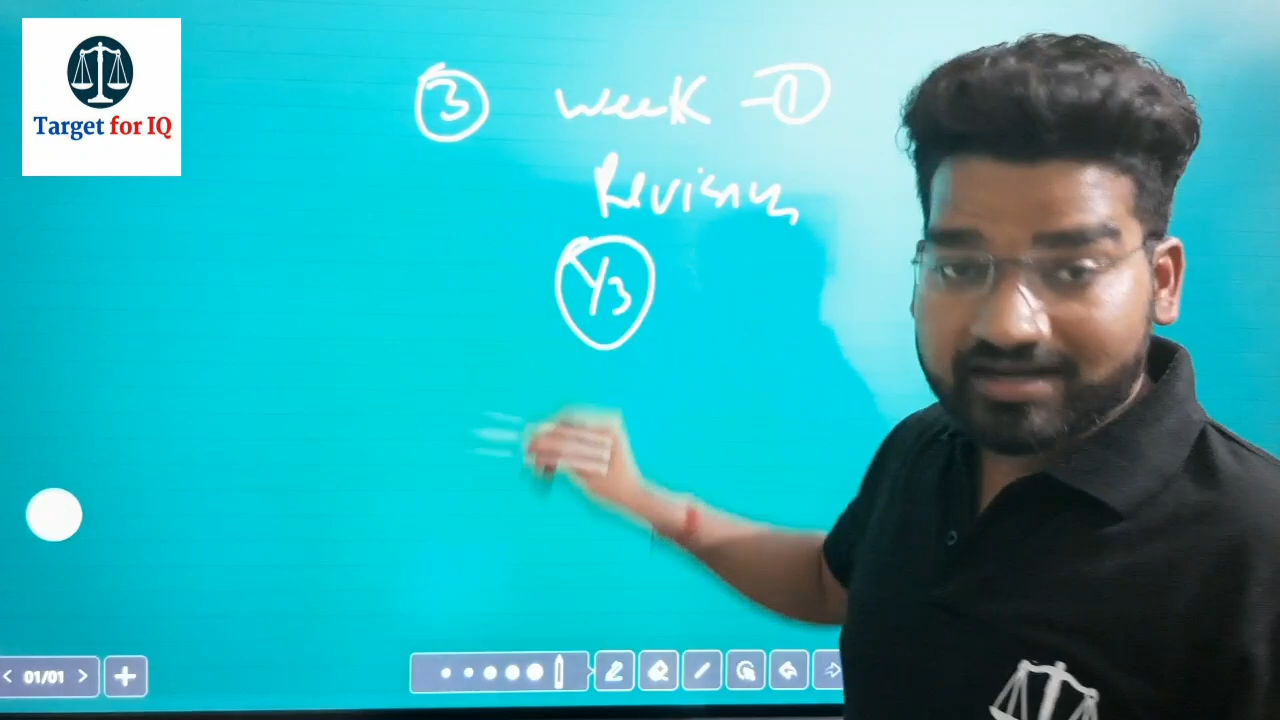 Target for IQ
3 week - 1
Revision
1/3
01/01